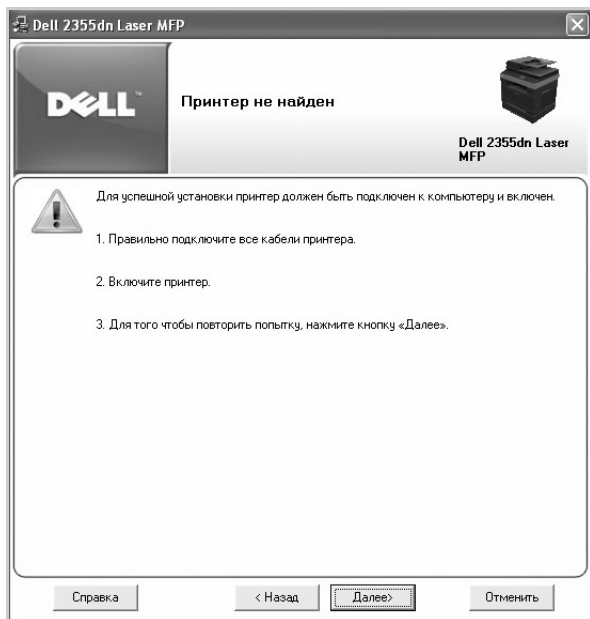 Dell 2355dn Laser MFP
DELL™
Принтер не найден
Dell 2355dn Laser
MFP
Для успешной установки принтер должен быть подключен к компьютеру и включен.
1. Правильно подключите все кабели принтера.
2. Включите принтер.
3. Для того чтобы повторить попытку, нажмите кнопку «Далее».
Справка
< Назад
Далее>
Отменить